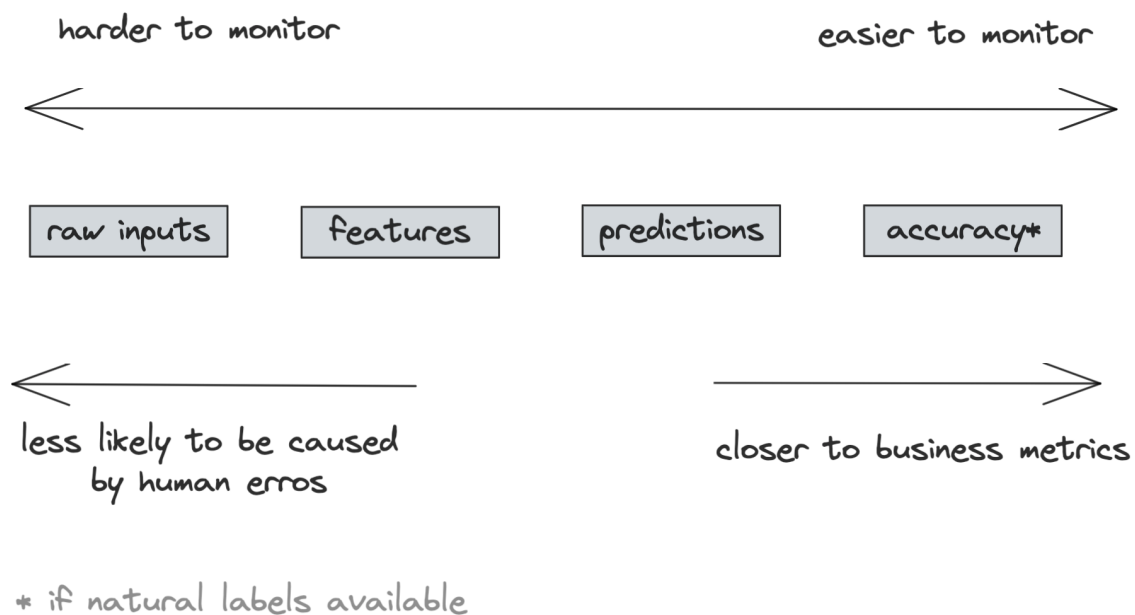 harder to monitor
easier to monitor
raw inputs
features
predictions
accuracy*
less likely to be caused
by human erros
closer to business metrics
* if natural labels available